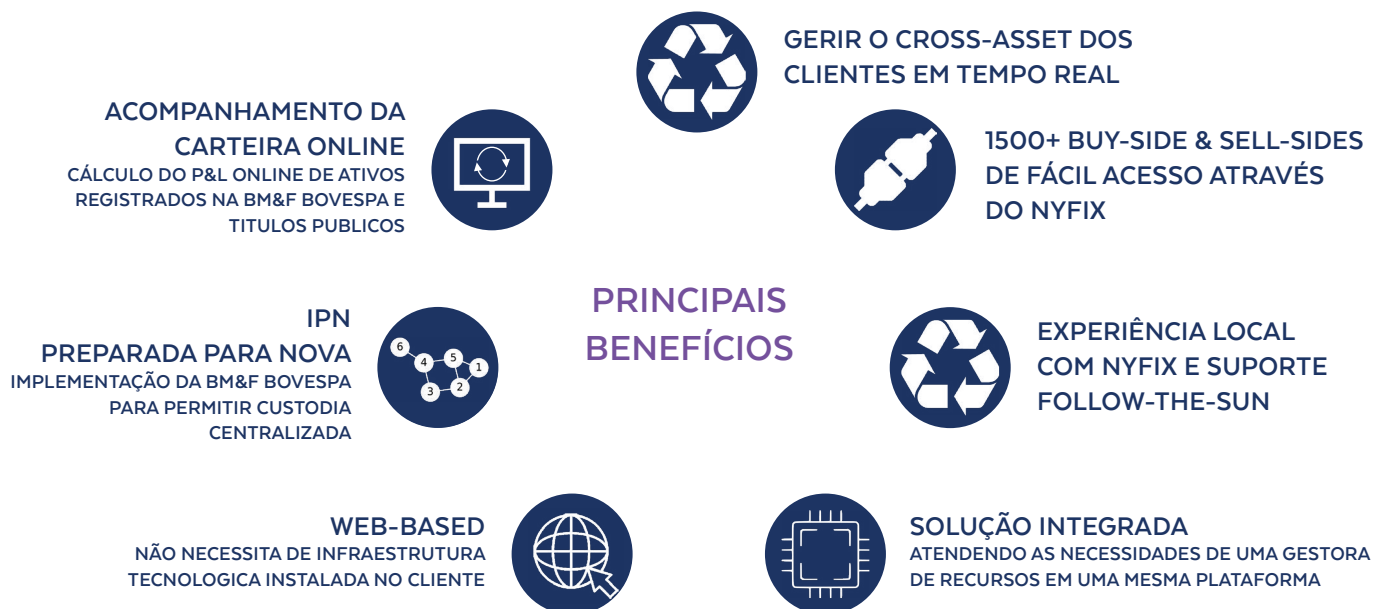 GERIR O CROSS-ASSET DOS
CLIENTES EM TEMPO REAL
ACOMPANHAMENTO DA
CARTEIRA ONLINE
CÁLCULO DO P&L ONLINE DE ATIVOS
REGISTRADOS NA BM&F BOVESPA E
TITULOS PUBLICOS
1500+ BUY-SIDE & SELL-SIDES
DE FÁCIL ACESSO ATRAVÉS
DO NYFIX
PRINCIPAIS
BENEFÍCIOS
IPN
PREPARADA PARA NOVA
IMPLEMENTAÇÃO DA BM&F BOVESPA
PARA PERMITIR CUSTODIA
CENTRALIZADA
6
4
5
1
3
2
EXPERIÊNCIA LOCAL
COM NYFIX E SUPORTE
FOLLOW-THE-SUN
WEB-BASED
NÃO NECESSITA DE INFRAESTRUTURA
TECNOLOGICA INSTALADA NO CLIENTE
SOLUÇÃO INTEGRADA
ATENDENDO AS NECESSIDADES DE UMA GESTORA
DE RECURSOS EM UMA MESMA PLATAFORMA